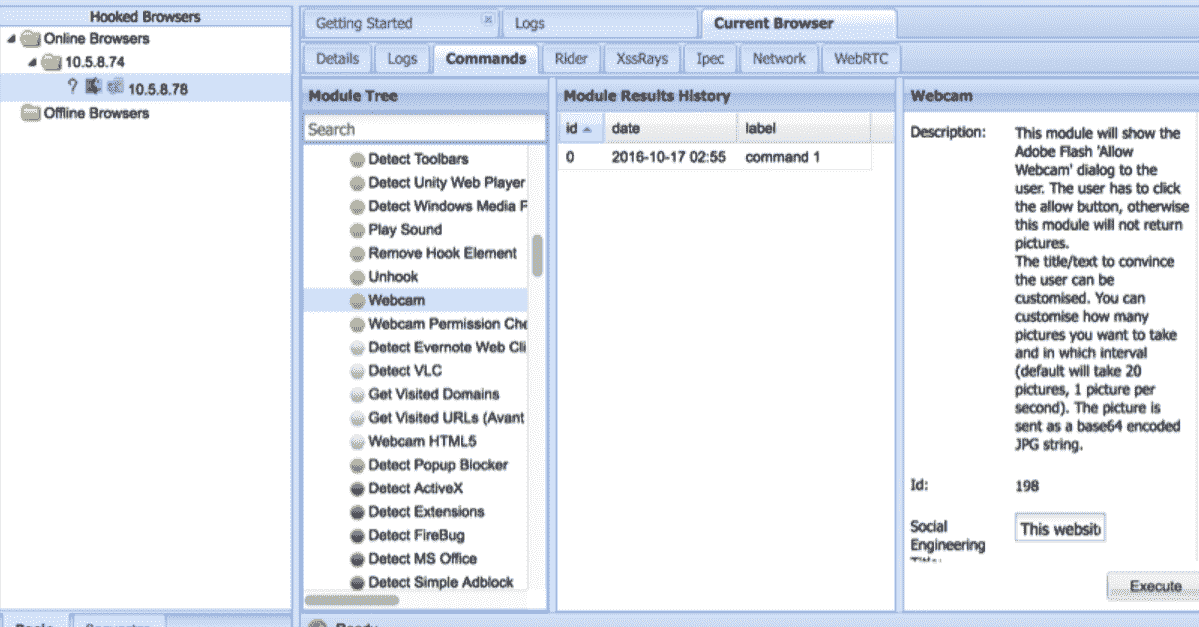 Hooked Browsers
Online Browsers
10.5.8.74
? 10.5.8.78
Offline Browsers
Getting Started
Logs
Current Browser
Details
Logs
Commands
Rider
XssRays
Ipec
Network
WebRTC
Module Tree
Search
Detect Toolbars
Detect Unity Web Player
Detect Windows Media P
Play Sound
Remove Hook Element
Unhook
Webcam
Webcam Permission Che
Detect Evernote Web Cli
Detect VLC
Get Visited Domains
Get Visited URLs (Avant
Webcam HTML5
Detect Popup Blocker
Detect ActiveX
Detect Extensions
Detect FireBug
Detect MS Office
Detect Simple Adblock
Module Results History
id date label
0 2016-10-17 02:55 command 1
Webcam
Description:
This module will show the
Adobe Flash 'Allow
Webcam' dialog to the
user. The user has to click
the allow button, otherwise
this module will not return
pictures.
The title/text to convince
the user can be
customised. You can
customise how many
pictures you want to take
and in which interval
(default will take 20
pictures, 1 picture per
second). The picture is
sent as a base64 encoded
JPG string.
Id: 198
Social
Engineering
This websit
Execute
Basic
Requester
Ready